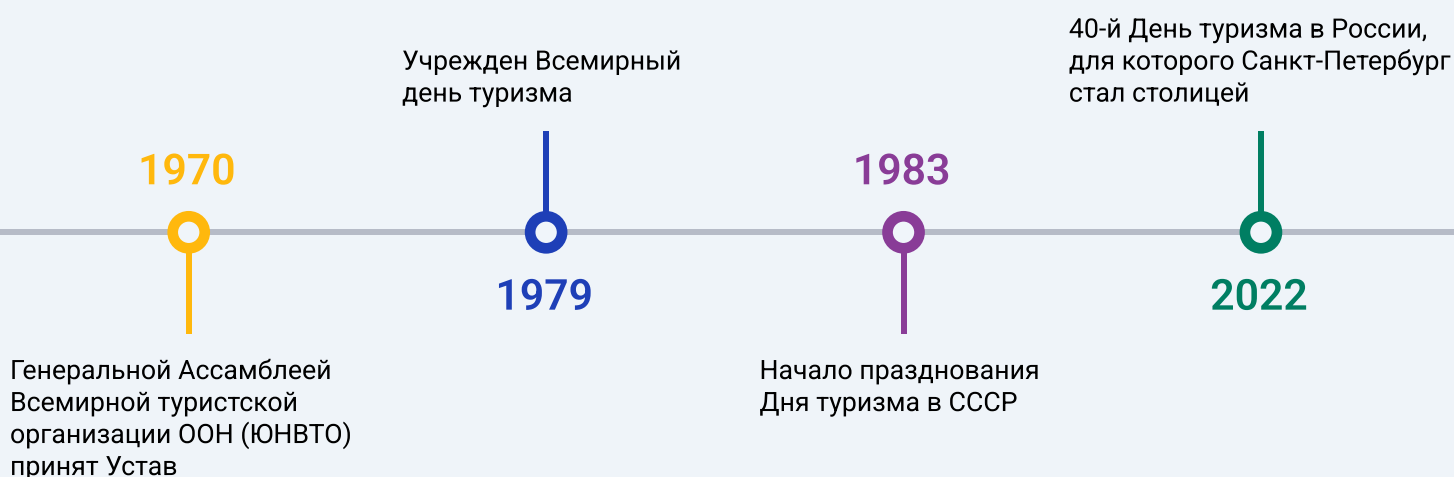 1970
Генеральной Ассамблеей
Всемирной туристской
организации ООН (ЮНВТО)
принят Устав
Учрежден Всемирный
день туризма
1979
1983
Начало празднования
Дня туризма в СССР
40-й День туризма в России,
для которого Санкт-Петербург
стал столицей
2022